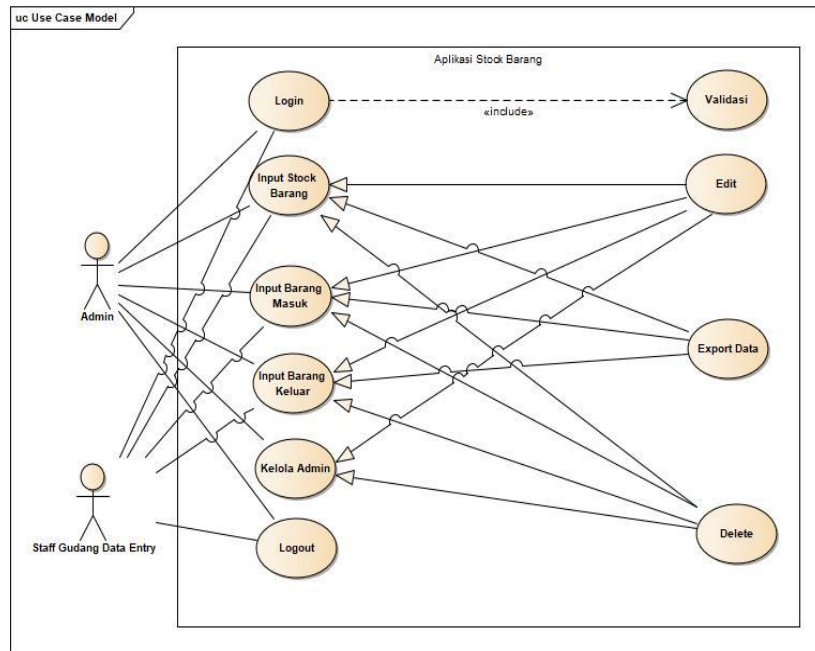 uc Use Case Model
Aplikasi Stock Barang
Login
Validasi
«include»
Input Stock
Barang
Edit
Admin
Input Barang
Masuk
Export Data
Input Barang
Keluar
Kelola Admin
Staff Gudang Data Entry
Logout
Delete